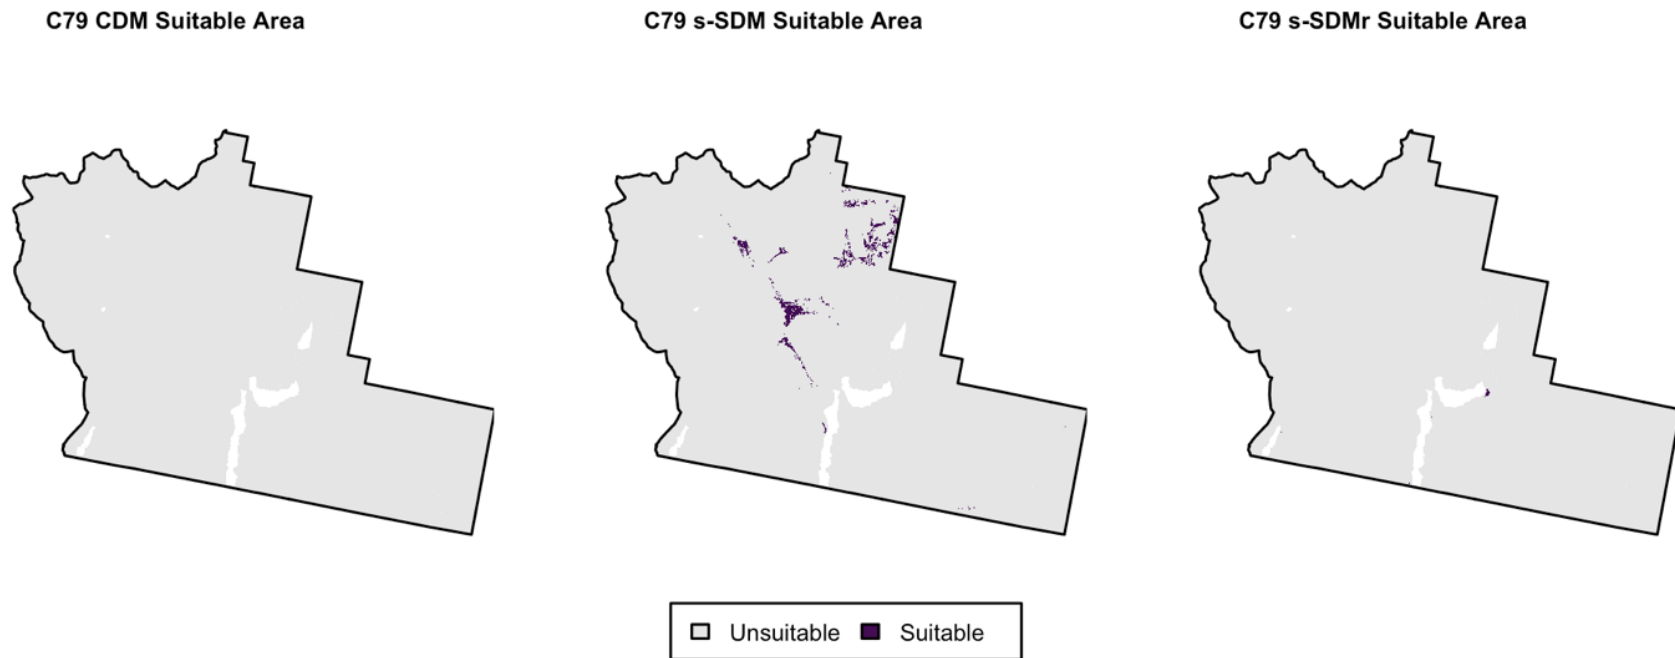 C79 CDM Suitable Area
C79 s-SDM Suitable Area
C79 s-SDMr Suitable Area
Unsuitable
Suitable